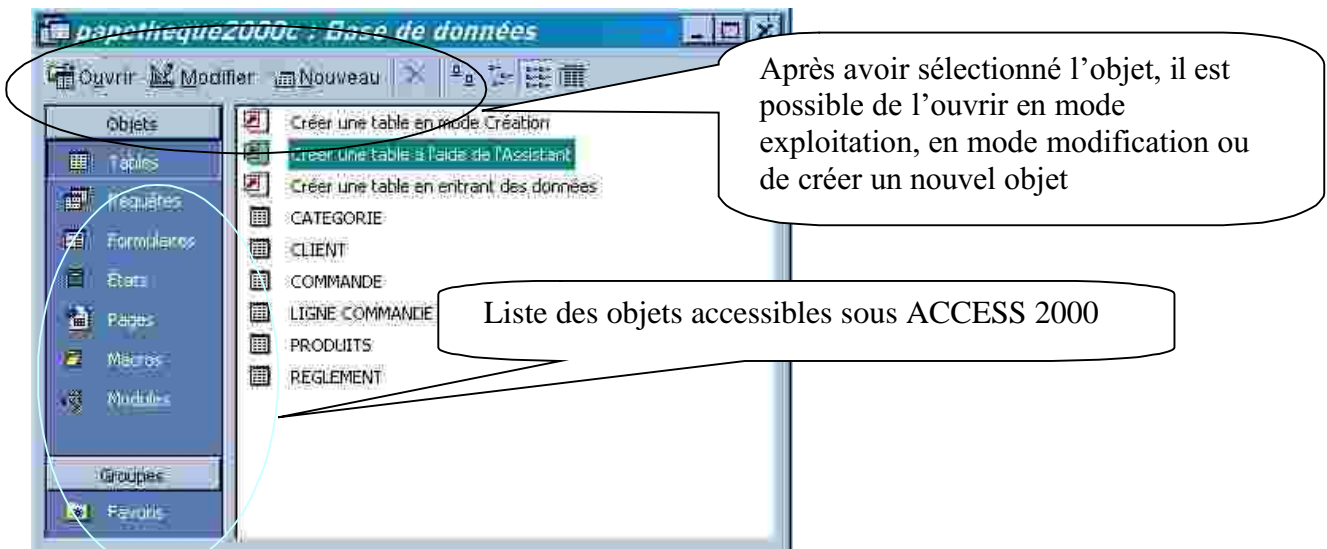 papetheque2000c : Base de données
Ouvrir Modifier Nouveau
Après avoir sélectionné l’objet, il est
possible de l’ouvrir en mode
exploitation, en mode modification ou
de créer un nouvel objet
Objets
Tables
Requêtes
Formulaires
Etats
Pages
Macros
Modules
Groupes
Favoris
Créer une table en mode Création
Créer une table à l'aide de l'Assistant
Créer une table en entrant des données
CATEGORIE
CLIENT
COMMANDE
LIGNE COMMANDE
PRODUITS
REGLEMENT
Liste des objets accessibles sous ACCESS 2000